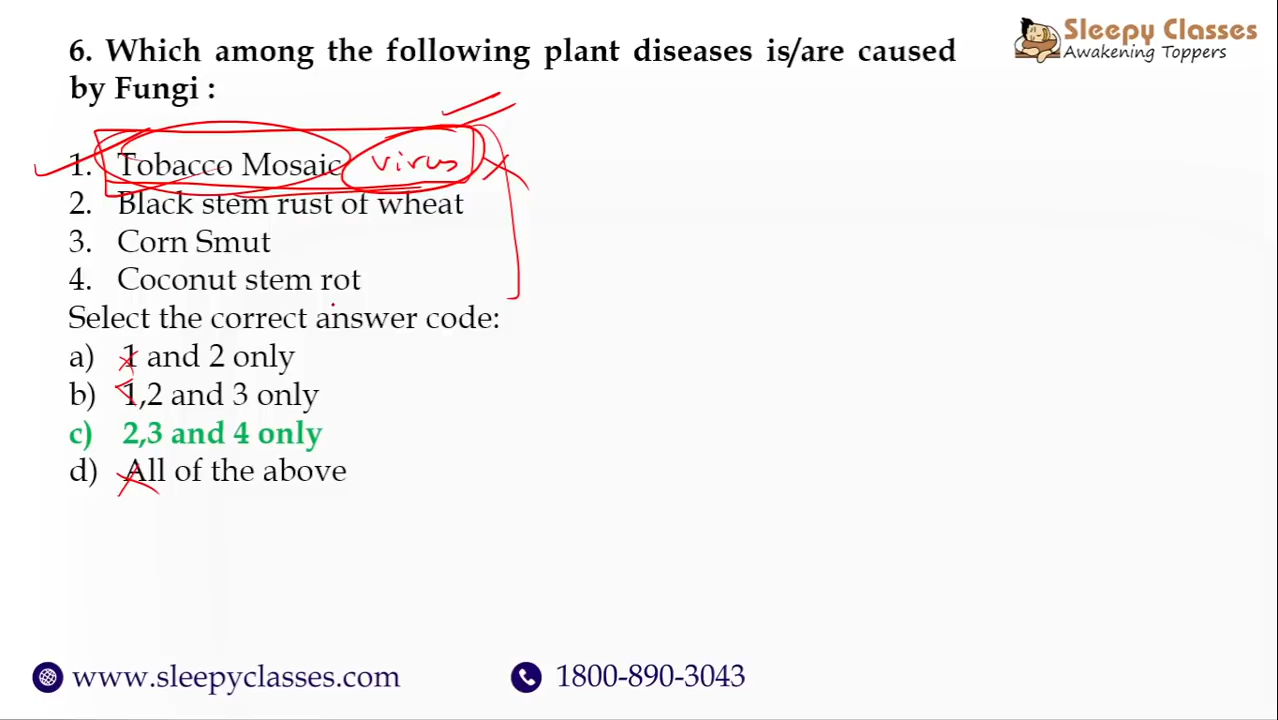 Sleepy Classes
Awakening Toppers
6. Which among the following plant diseases is/are caused
by Fungi :
1. Tobacco Mosaic virus
2. Black stem rust of wheat
3. Corn Smut
4. Coconut stem rot
Select the correct answer code:
a) 1 and 2 only
b) 1,2 and 3 only
c) 2,3 and 4 only
d) All of the above
www.sleepyclasses.com 1800-890-3043